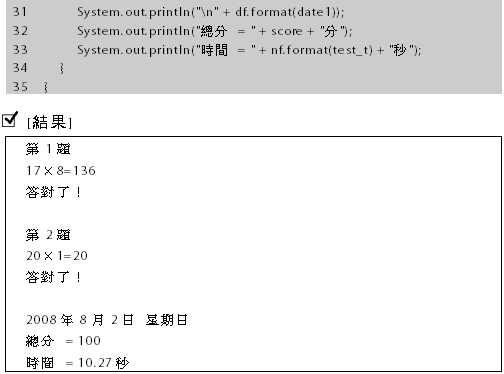 31 System.out.println("\n" + df.format(date1));
32 System.out.println("總分 = " + score + "分");
33 System.out.println("時間 = " + nf.format(test_t) + "秒");
34 }
35 }
[結果]
第 1 題
17×8=136
答對了!
第 2 題
20×1=20
答對了!
2008 年 8 月 2 日 星期日
總分 = 100
時間 = 10.27 秒